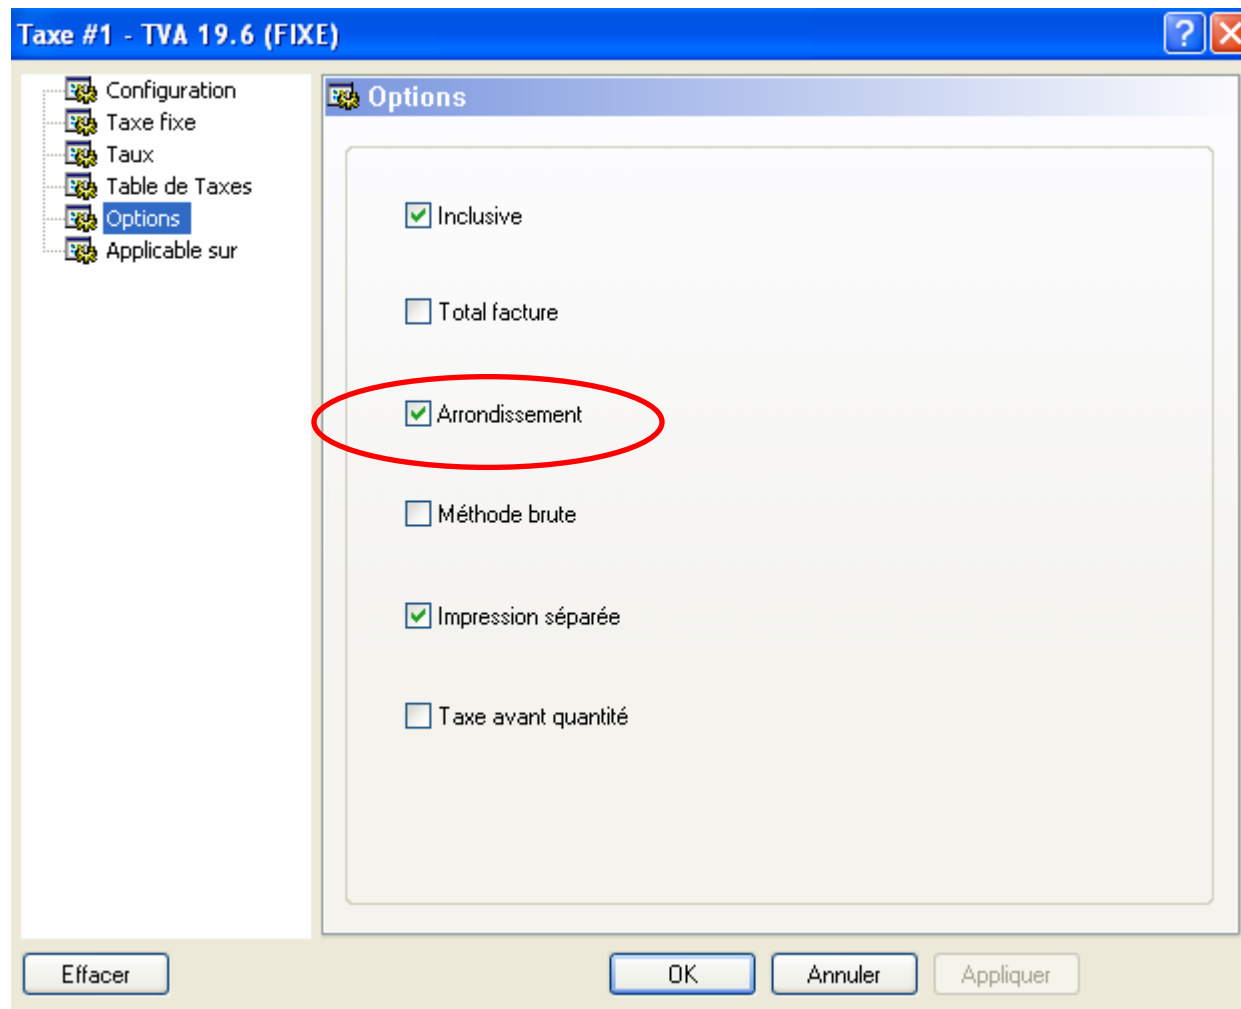 Taxe #1 - TVA 19.6 (FIXE)
Configuration
Taxe fixe
Taux
Table de Taxes
Options
Applicable sur
Options
Inclusive
Total facture
Arrondissement
Méthode brute
Impression séparée
Taxe avant quantité
Effacer
OK
Annuler
Appliquer